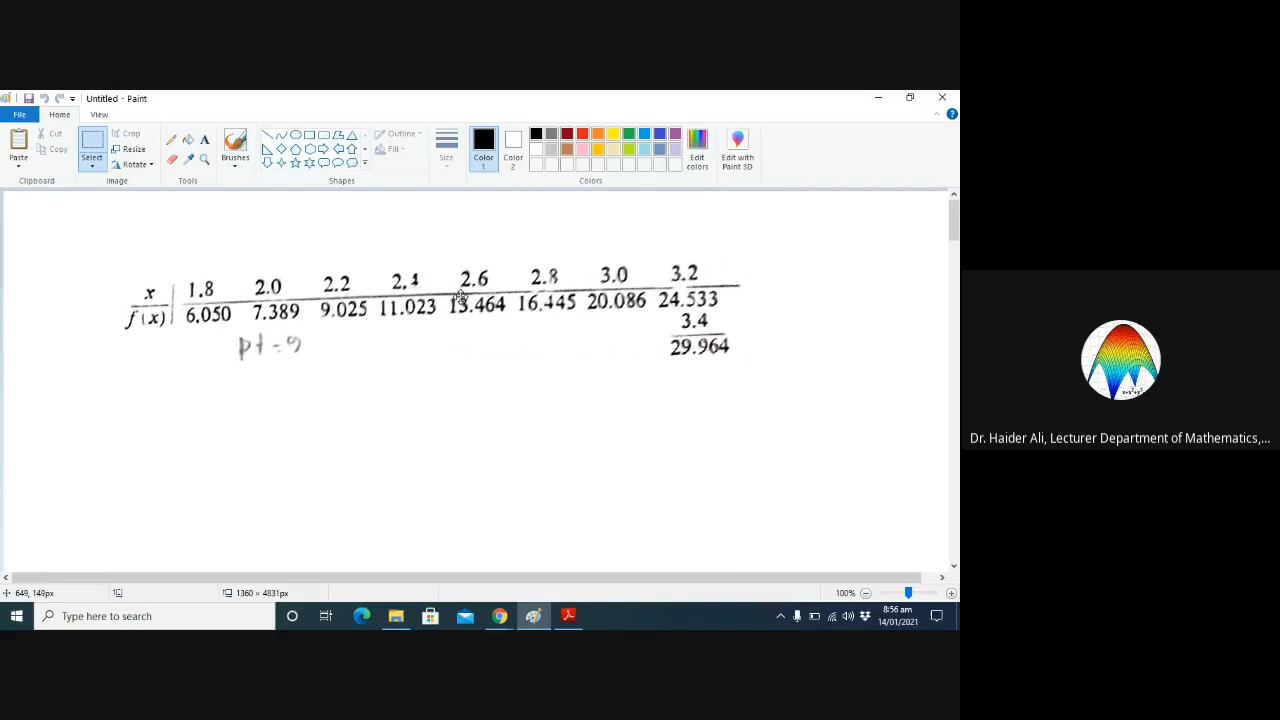 Untitled - Paint
File Home View
Paste
Cut
Copy
Clipboard
Select
Crop
Resize
Rotate
Image
Tools
Brushes
Outline
Fill
Shapes
Size
Color 1
Color 2
Edit colors
Edit with Paint 3D
Colors
x 1.8 2.0 2.2 2.4 2.6 2.8 3.0 3.2
f(x) 6.050 7.389 9.025 11.023 13.464 16.445 20.086 24.533
3.4
29.964
pt = 9
Dr. Haider Ali, Lecturer Department of Mathematics,...
649, 149px
1360 × 4831px
100%
Type here to search
8:56 am
14/01/2021